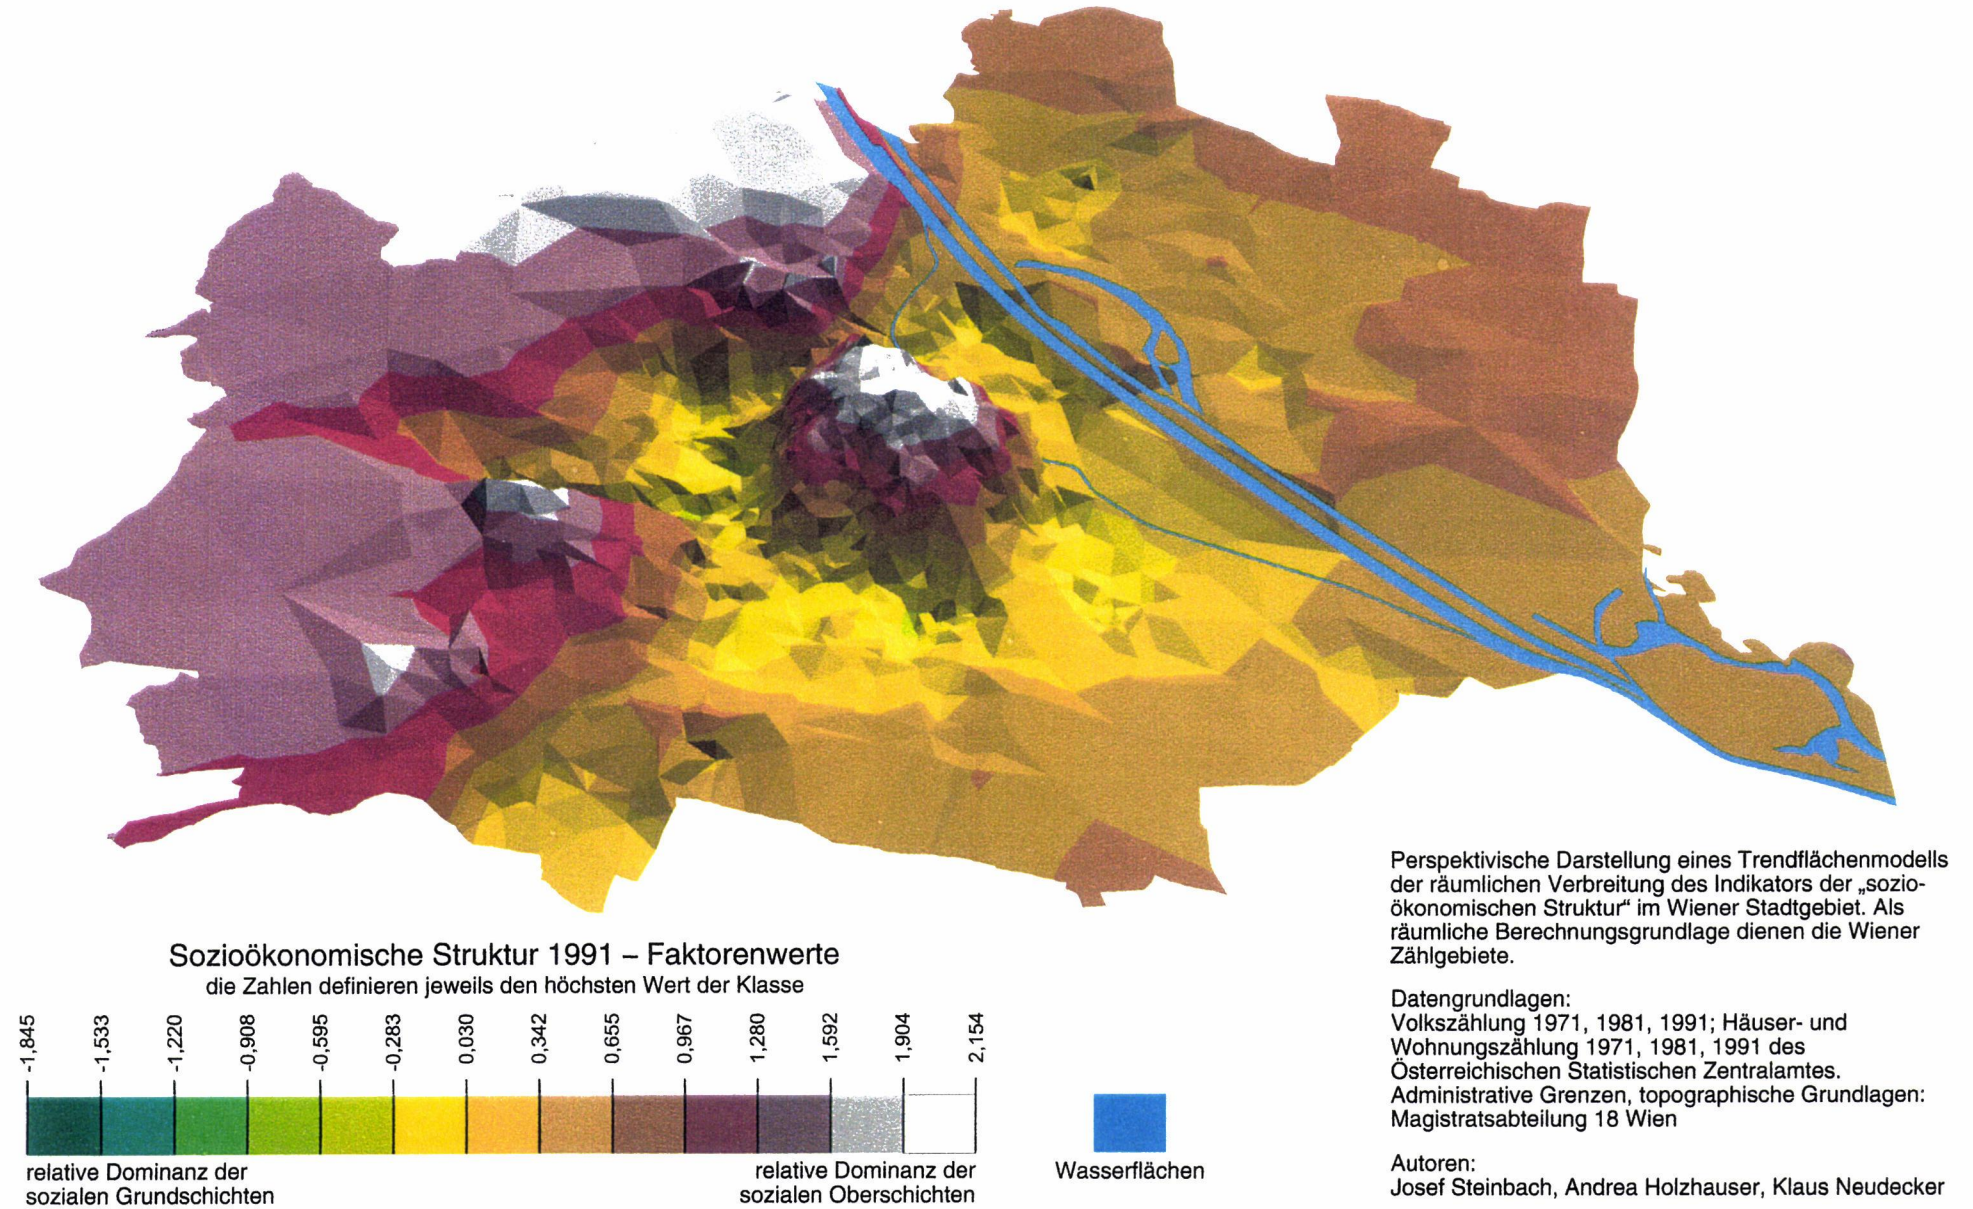 Perspektivische Darstellung eines Trendflächenmodells
der räumlichen Verbreitung des Indikators der „sozio-
ökonomischen Struktur“ im Wiener Stadtgebiet. Als
räumliche Berechnungsgrundlage dienen die Wiener
Zählgebiete.
Datengrundlagen:
Volkszählung 1971, 1981, 1991; Häuser- und
Wohnungszählung 1971, 1981, 1991 des
Österreichischen Statistischen Zentralamtes.
Administrative Grenzen, topographische Grundlagen:
Magistratsabteilung 18 Wien
Autoren:
Josef Steinbach, Andrea Holzhauser, Klaus Neudecker
Sozioökonomische Struktur 1991 – Faktorenwerte
die Zahlen definieren jeweils den höchsten Wert der Klasse
-1,845
-1,533
-1,220
-0,908
-0,595
-0,283
0,030
0,342
0,655
0,967
1,280
1,592
1,904
2,154
relative Dominanz der
sozialen Grundschichten
relative Dominanz der
sozialen Oberschichten
Wasserflächen